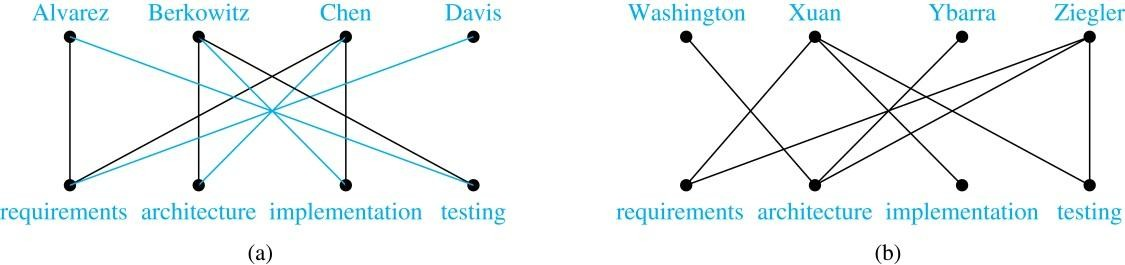 Alvarez Berkowitz Chen Davis
requirements architecture implementation testing
(a)
Washington Xuan Ybarra Ziegler
requirements architecture implementation testing
(b)